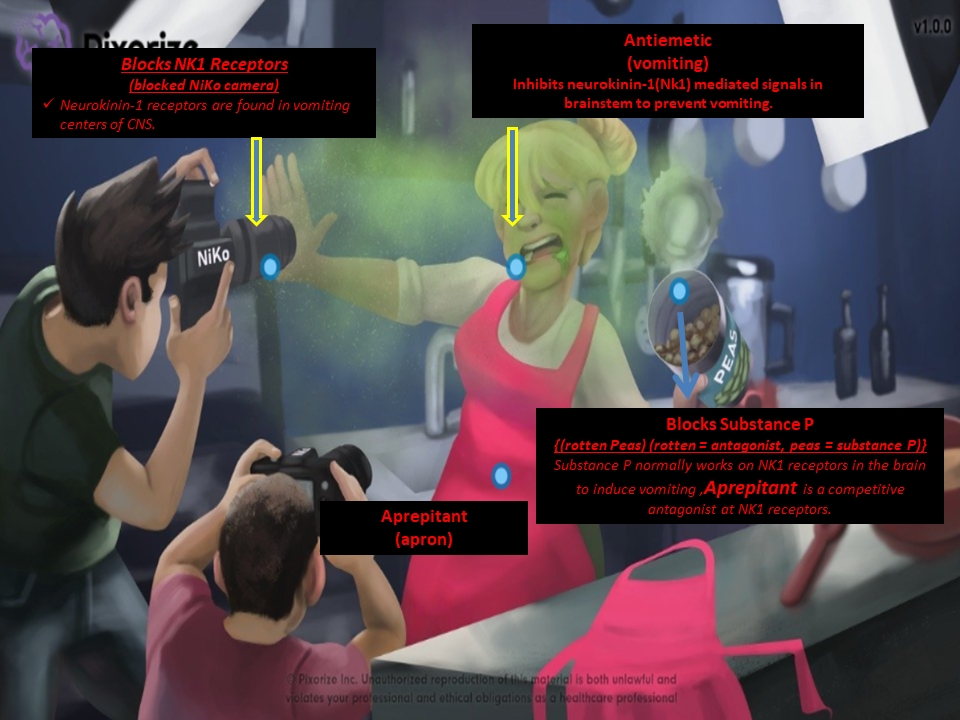 Pixorize
v1.0.0
Blocks NK1 Receptors
(blocked NiKo camera)
✓ Neurokinin-1 receptors are found in vomiting
centers of CNS.
Antiemetic
(vomiting)
Inhibits neurokinin-1(Nk1) mediated signals in
brainstem to prevent vomiting.
NiKo
PEAS
Blocks Substance P
{(rotten Peas) (rotten = antagonist, peas = substance P)}
Substance P normally works on NK1 receptors in the brain
to induce vomiting ,Aprepitant is a competitive
antagonist at NK1 receptors.
Aprepitant
(apron)
© Pixorize Inc. Unauthorized reproduction of this material is both unlawful and
violates your professional and ethical obligations as a healthcare professional